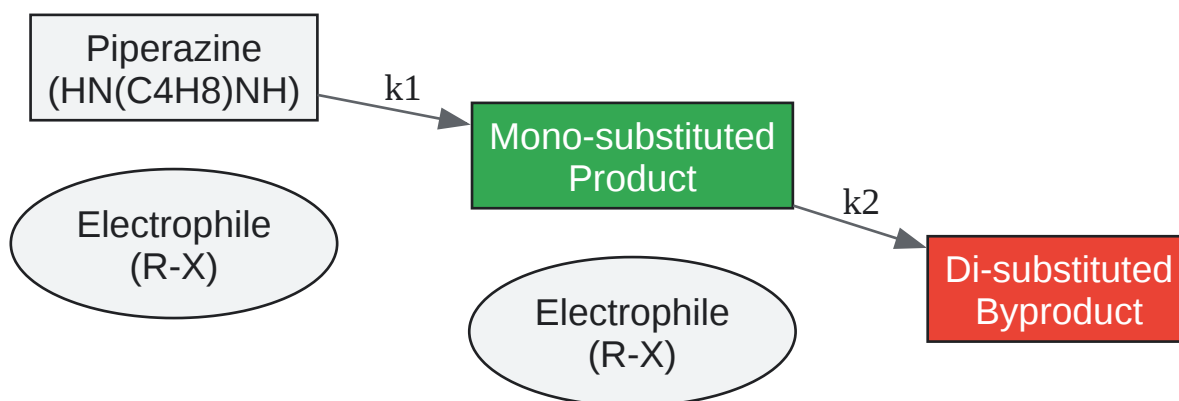 Piperazine
(HN(C4H8)NH)
k1
Mono-substituted
Product
Electrophile
(R-X)
k2
Di-substituted
Byproduct
Electrophile
(R-X)